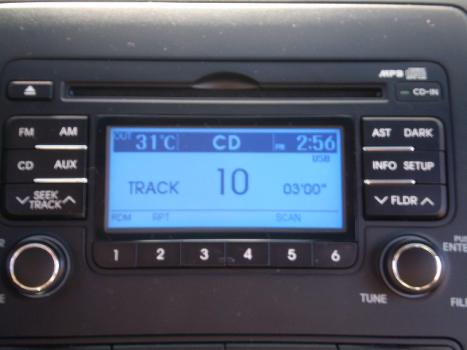 MP3
CD-IN
FM AM
CD AUX
SEEK
TRACK
OUT 31°C CD PM 2:56
USB
TRACK 10 03'00"
RDM RPT SCAN
AST DARK
INFO SETUP
FLDR
1 2 3 4 5 6
TUNE